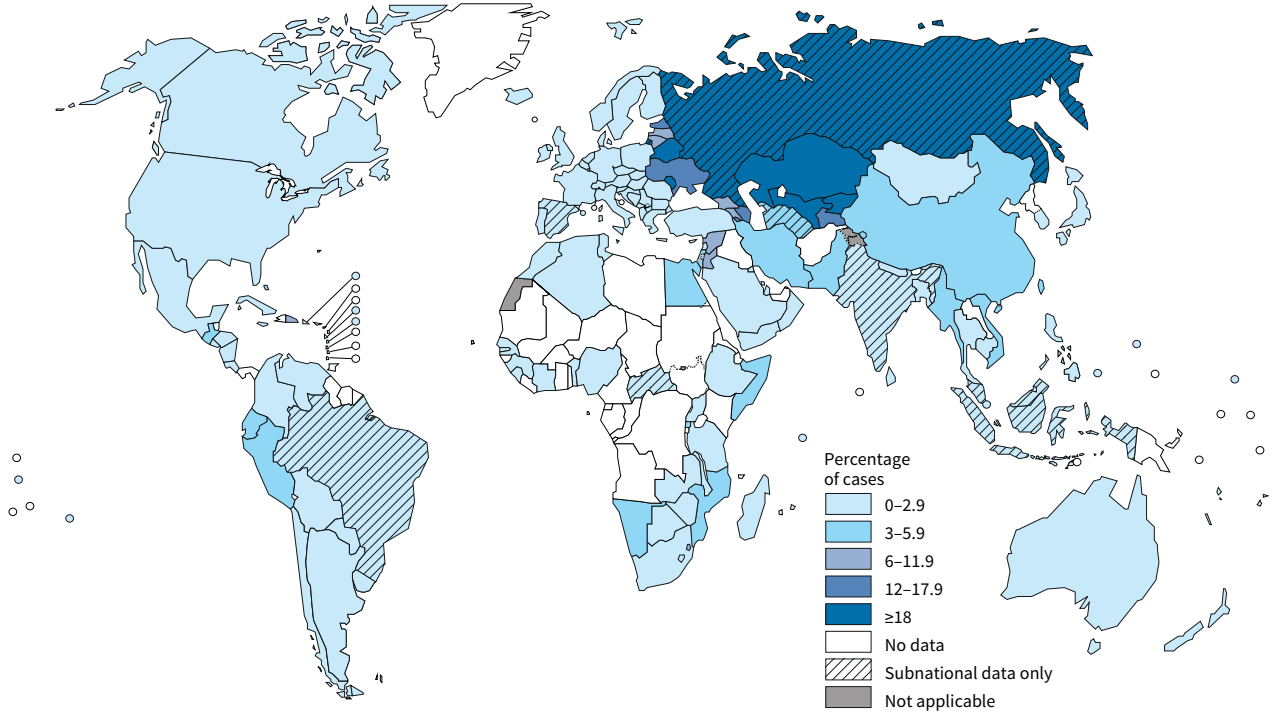 Percentage
of cases
0–2.9
3–5.9
6–11.9
12–17.9
≥18
No data
Subnational data only
Not applicable